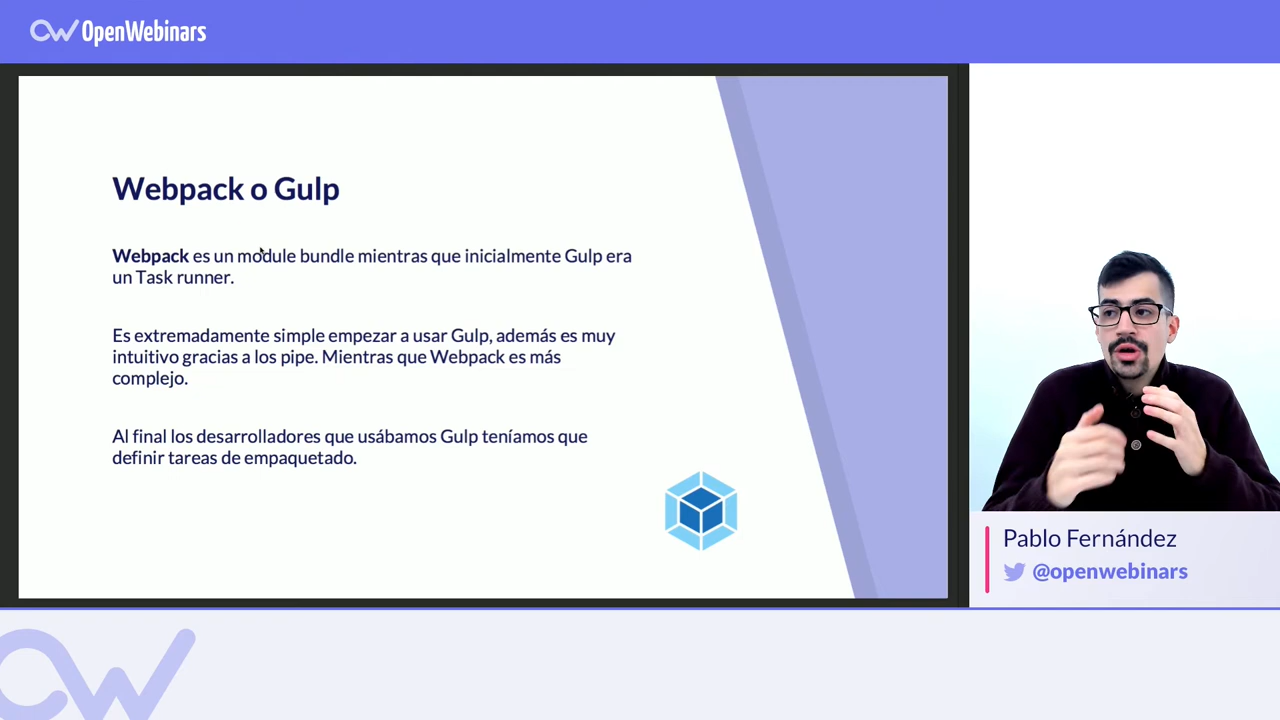 OpenWebinars
Webpack o Gulp
Webpack es un module bundle mientras que inicialmente Gulp era
un Task runner.
Es extremadamente simple empezar a usar Gulp, además es muy
intuitivo gracias a los pipe. Mientras que Webpack es más
complejo.
Al final los desarrolladores que usábamos Gulp teníamos que
definir tareas de empaquetado.
Pablo Fernández
@openwebinars